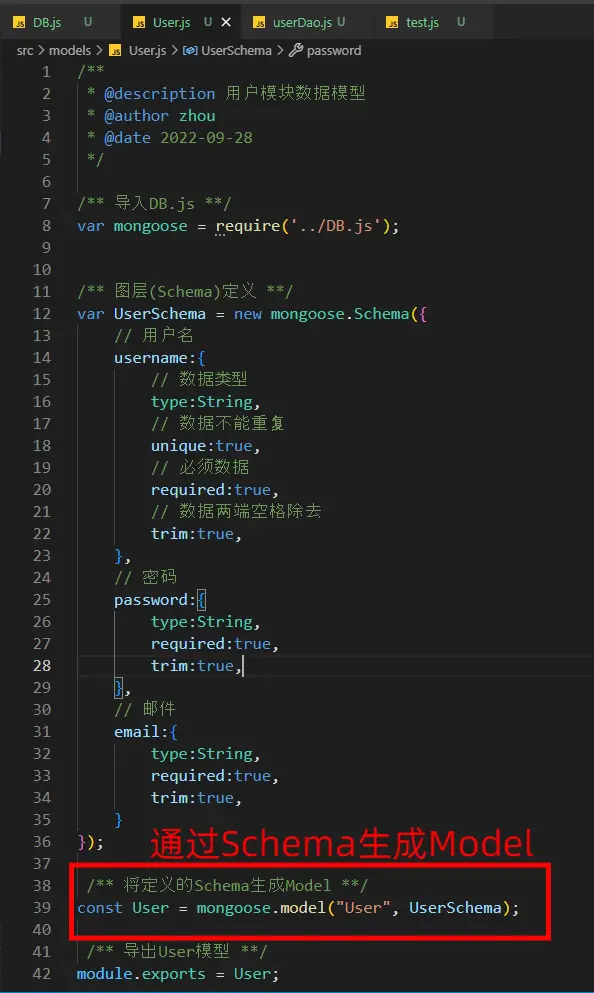 DB.js U User.js U userDao.js U test.js U
src > models > User.js > UserSchema > password
1 /**
2 * @description 用户模块数据模型
3 * @author zhou
4 * @date 2022-09-28
5 */
6
7 /** 导入DB.js **/
8 var mongoose = require('../DB.js');
9
10
11 /** 图层(Schema)定义 **/
12 var UserSchema = new mongoose.Schema({
13 // 用户名
14 username:{
15 // 数据类型
16 type:String,
17 // 数据不能重复
18 unique:true,
19 // 必须数据
20 required:true,
21 // 数据两端空格除去
22 trim:true,
23 },
24 // 密码
25 password:{
26 type:String,
27 required:true,
28 trim:true,
29 },
30 // 邮件
31 email:{
32 type:String,
33 required:true,
34 trim:true,
35 }
36 });
通过Schema生成Model
37
38 /** 将定义的Schema生成Model **/
39 const User = mongoose.model("User", UserSchema);
40
41 /** 导出User模型 **/
42 module.exports = User;